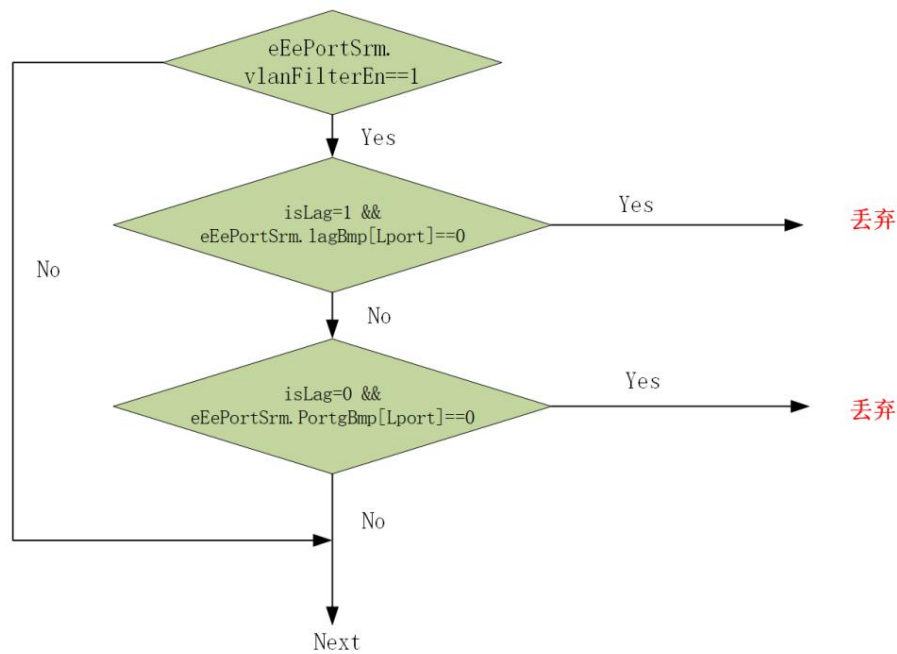 eEePortSrm.
vlanFilterEn==1
Yes
isLag=1 &&
eEePortSrm.lagBmp[Lport]==0
Yes
丢弃
No
No
isLag=0 &&
eEePortSrm.PortgBmp[Lport]==0
Yes
丢弃
No
Next